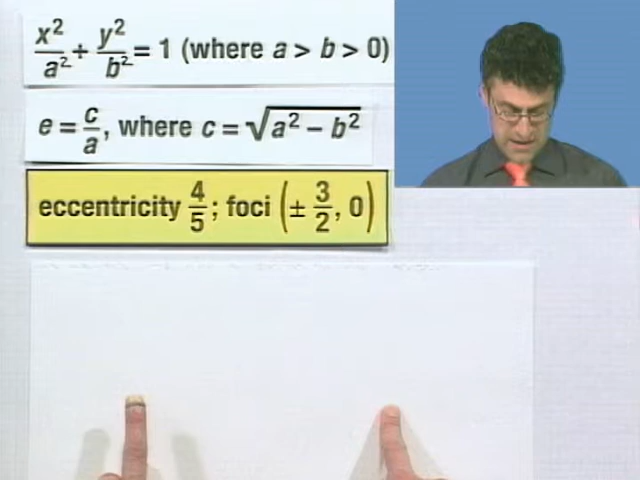 x²/a² + y²/b² = 1 (where a > b > 0)
e = c/a, where c = √a² – b²
eccentricity 4/5; foci (± 3/2, 0)